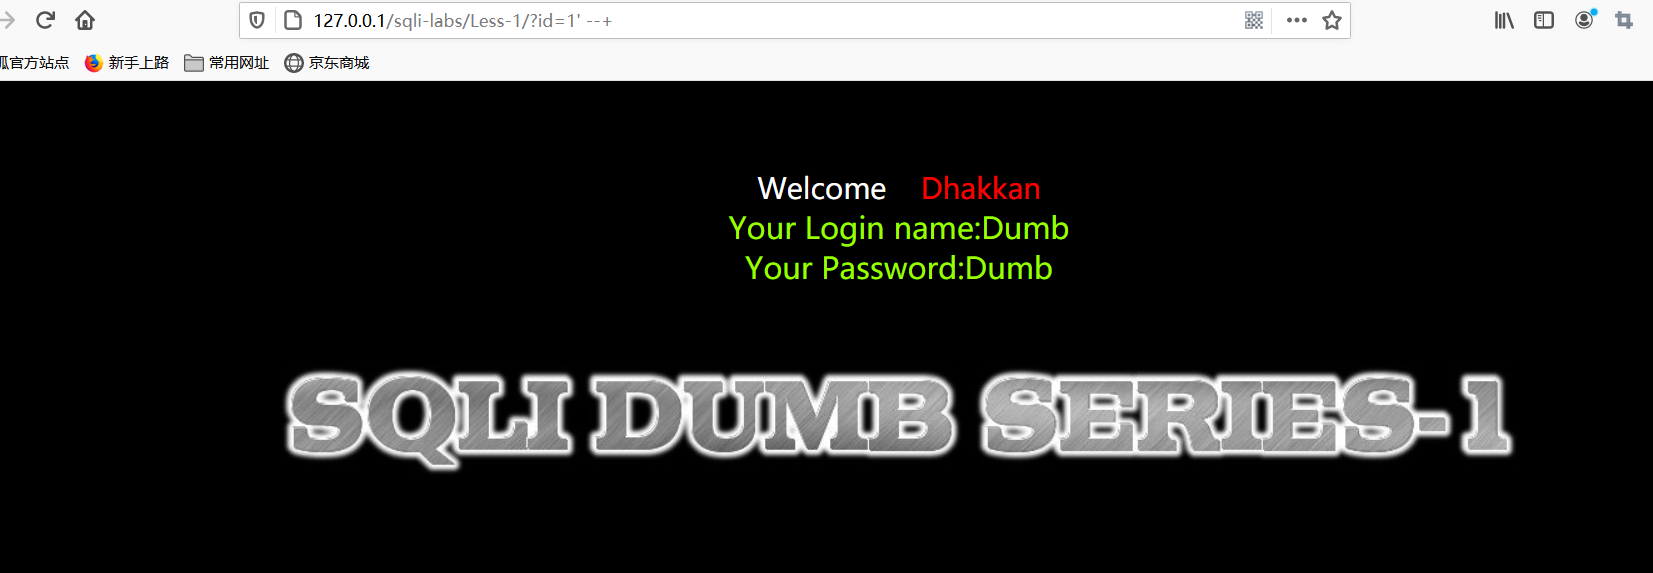 127.0.0.1/sqli-labs/Less-1/?id=1' --+
狐官方站点 新手上路 常用网址 京东商城
Welcome Dhakkan
Your Login name:Dumb
Your Password:Dumb
SQLI DUMB SERIES-1